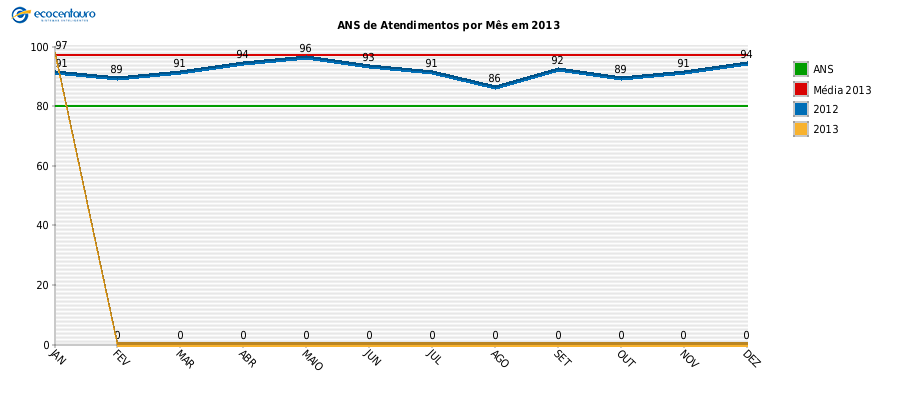 ecocentauro
ANS de Atendimentos por Mês em 2013
100
80
60
40
20
0
97
91
89
91
94
96
93
91
86
92
89
91
94
0
0
0
0
0
0
0
0
0
0
0
JAN
FEV
MAR
ABR
MAIO
JUN
JUL
AGO
SET
OUT
NOV
DEZ
ANS
Média 2013
2012
2013